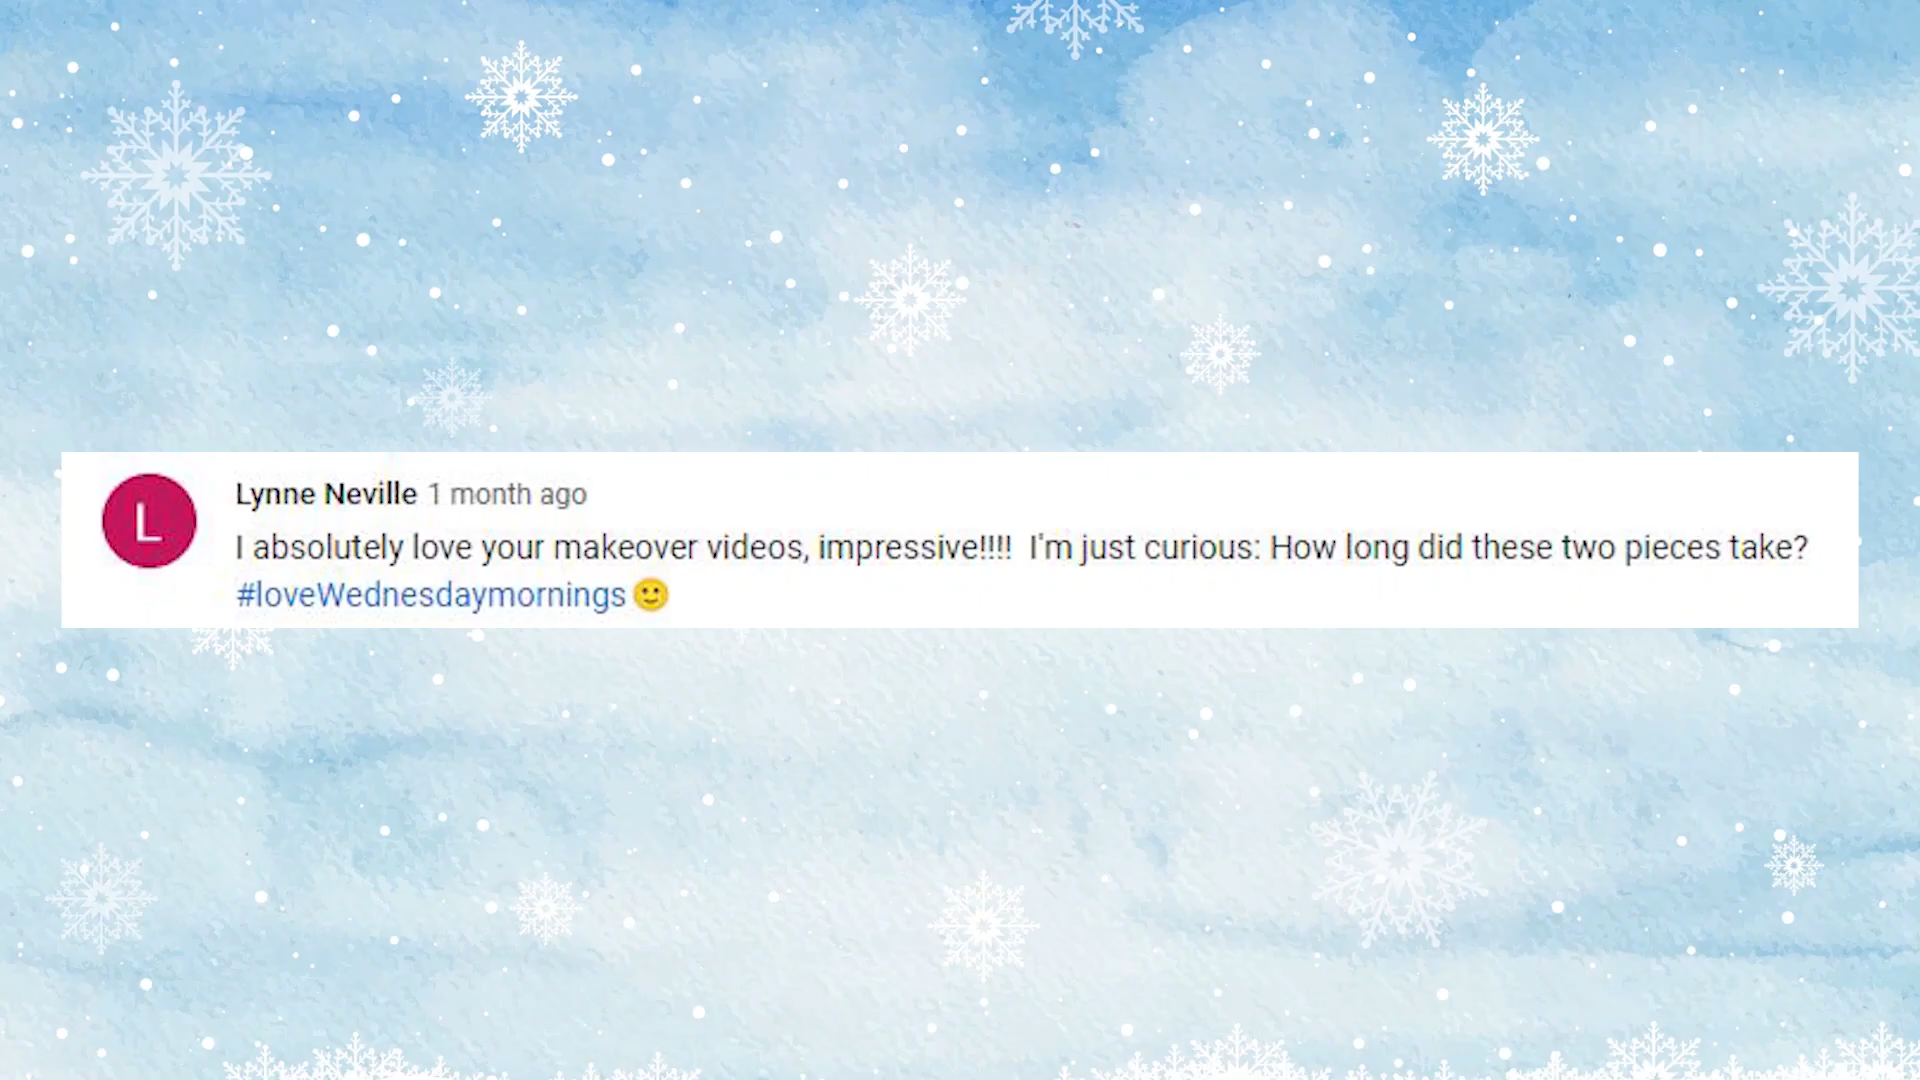 L
Lynne Neville 1 month ago
I absolutely love your makeover videos, impressive!!!!  I'm just curious: How long did these two pieces take?
#loveWednesdaymornings🙂